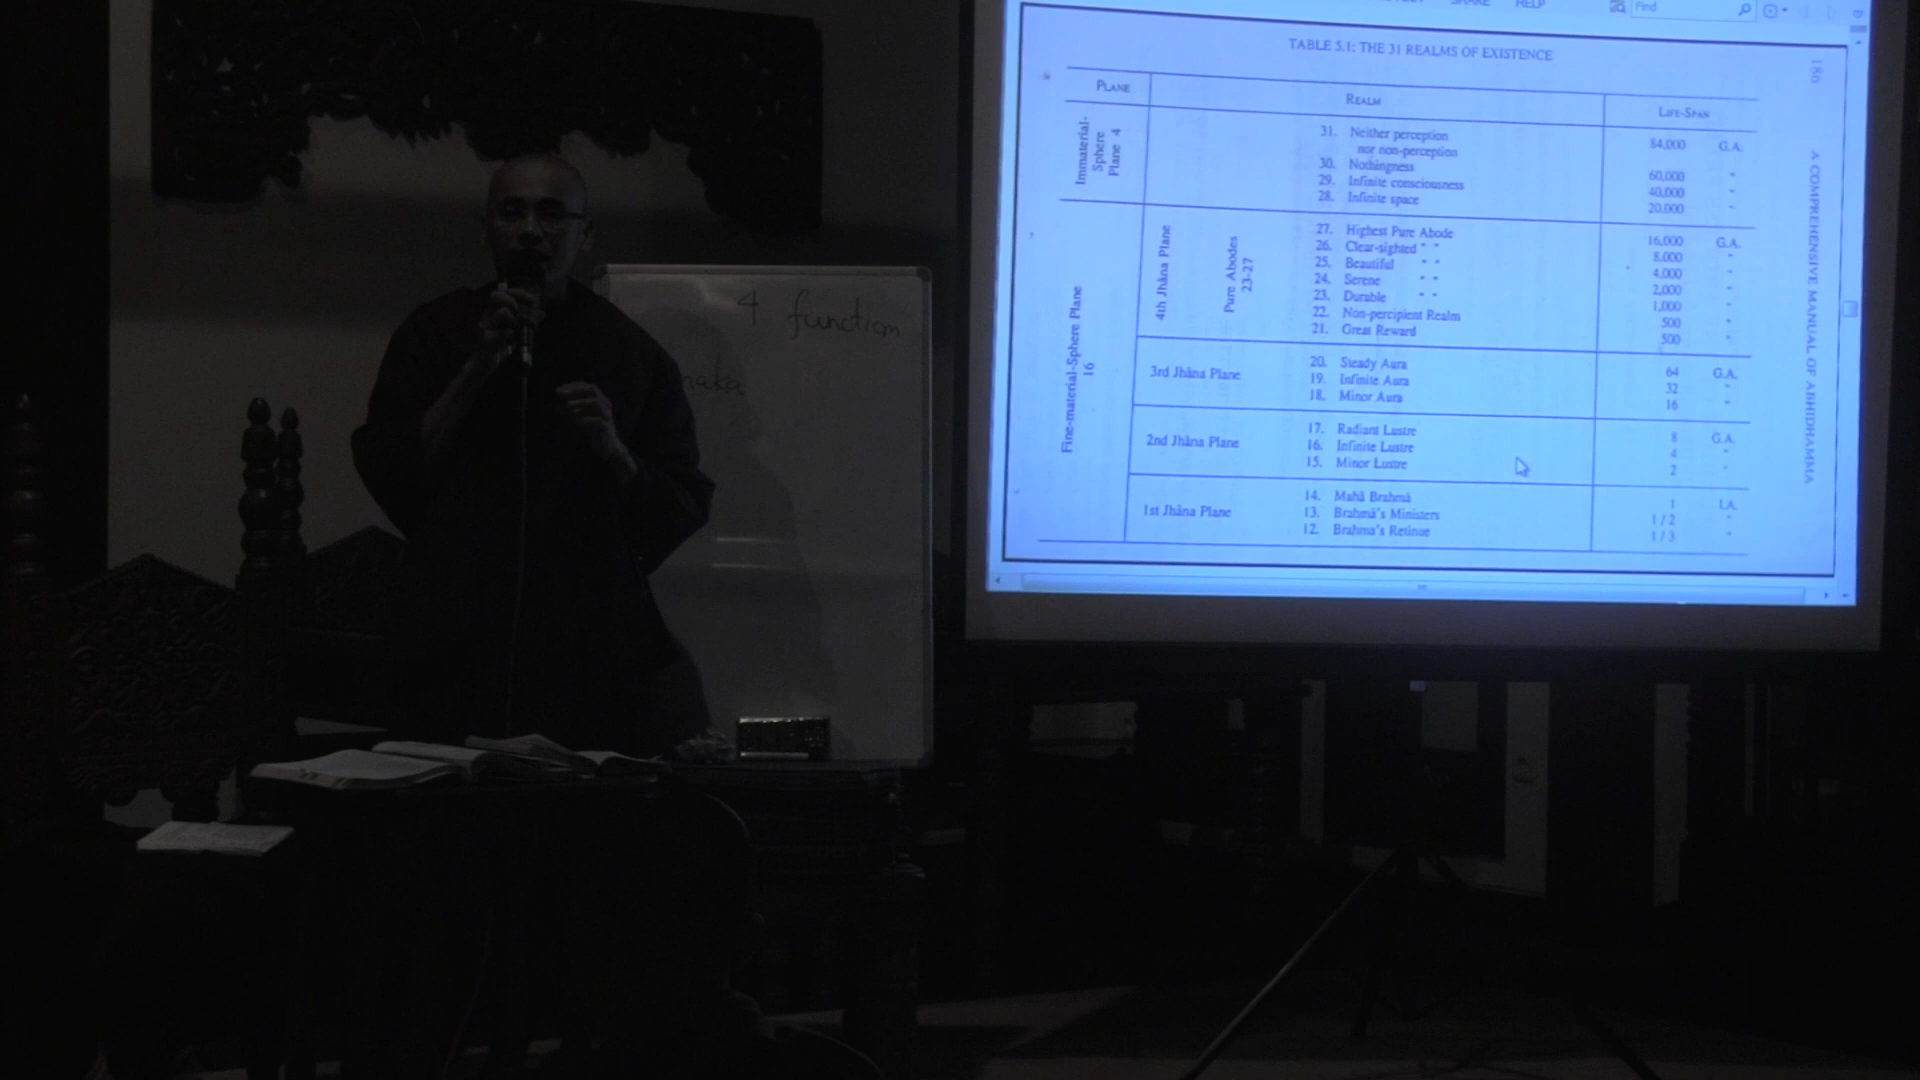 4 function
naka
SHARE HELP
Find
TABLE 5.1: THE 31 REALMS OF EXISTENCE
186
A COMPREHENSIVE MANUAL OF ABHIDHAMMA
PLANE REALM LIFE-SPAN
Immaterial-
Sphere
Plane 4
31. Neither perception
nor non-perception 84,000 G.A.
30. Nothingness 60,000 "
29. Infinite consciousness 40,000 "
28. Infinite space 20,000 "
Fine-material-Sphere Plane
16
4th Jhāna Plane
Pure Abodes
23-27
27. Highest Pure Abode 16,000 G.A.
26. Clear-sighted " " 8,000 "
25. Beautiful " " 4,000 "
24. Serene " " 2,000 "
23. Durable " " 1,000 "
22. Non-percipient Realm 500 "
21. Great Reward 500
3rd Jhāna Plane
20. Steady Aura 64 G.A.
19. Infinite Aura 32 "
18. Minor Aura 16 "
2nd Jhāna Plane
17. Radiant Lustre 8 G.A.
16. Infinite Lustre 4 "
15. Minor Lustre 2 "
1st Jhāna Plane
14. Mahā Brahmā 1 I.A.
13. Brahmā's Ministers 1/2 "
12. Brahma's Retinue 1/3 "